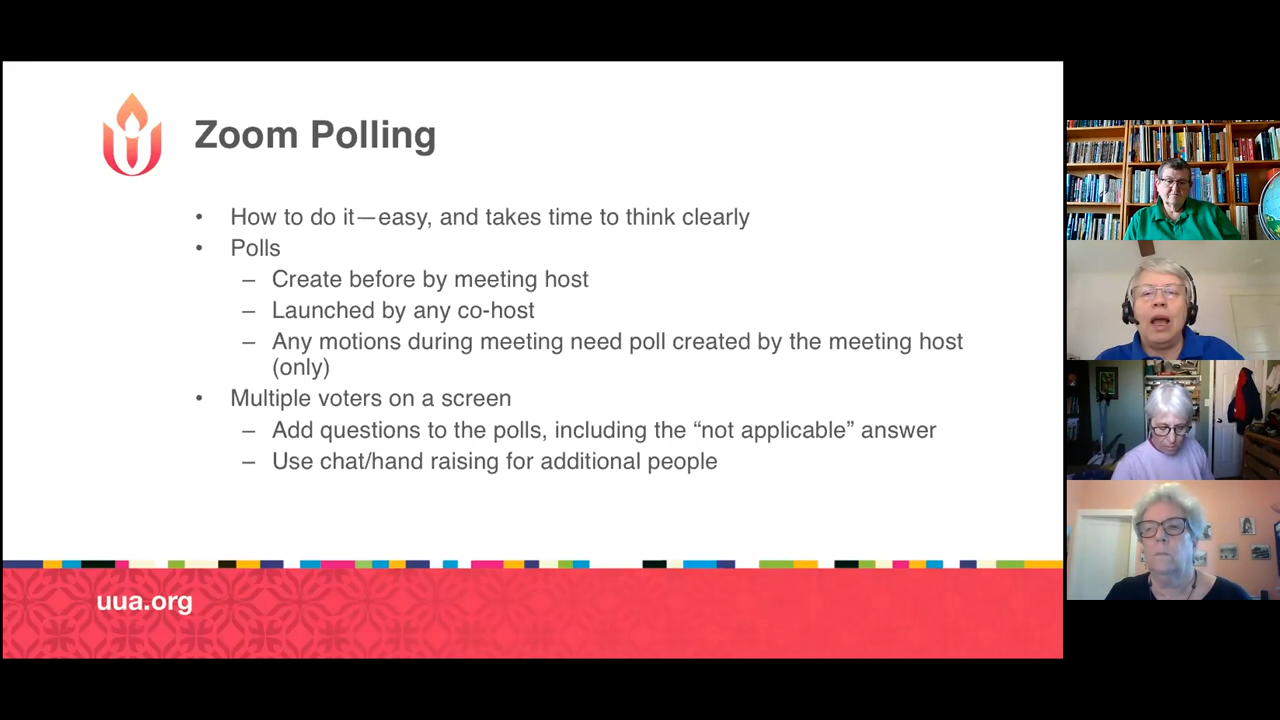 Zoom Polling
• How to do it—easy, and takes time to think clearly
• Polls
– Create before by meeting host
– Launched by any co-host
– Any motions during meeting need poll created by the meeting host
(only)
• Multiple voters on a screen
– Add questions to the polls, including the “not applicable” answer
– Use chat/hand raising for additional people
uua.org